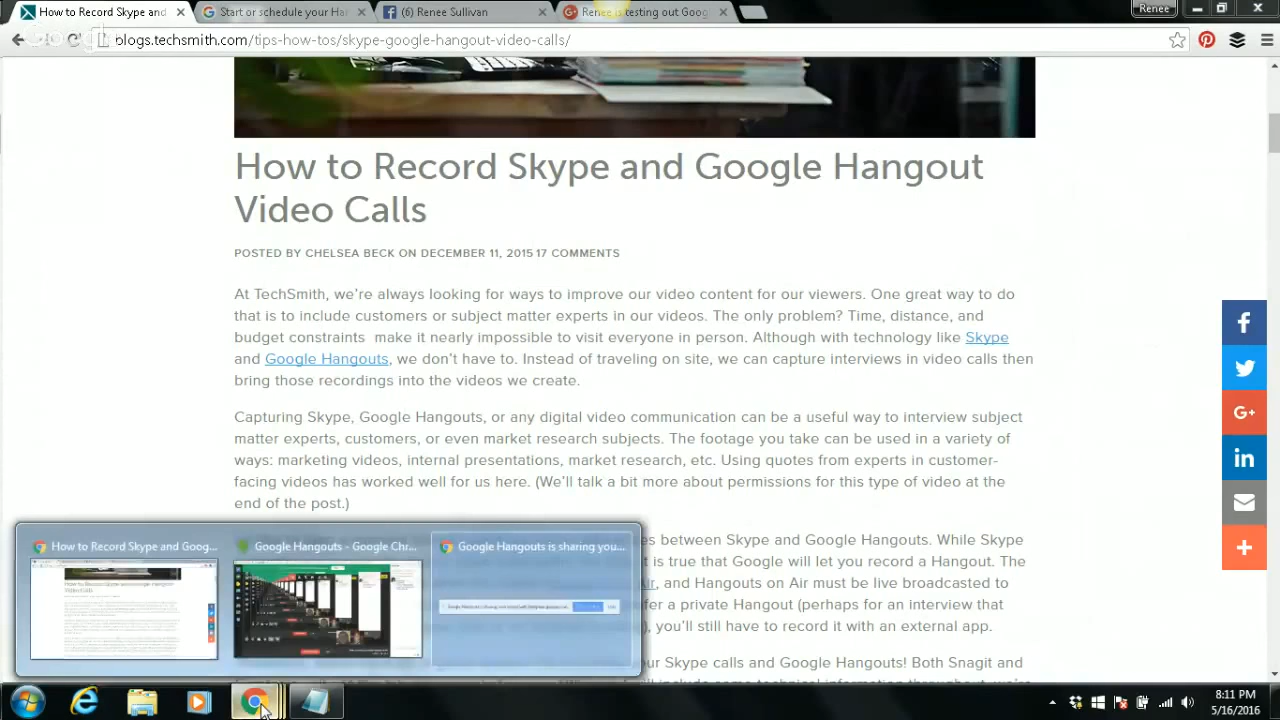 How to Record Skype and
Start or schedule your Ha
(6) Renee Sullivan
Renee is testing out Goog
Renee
blogs.techsmith.com/tips-how-tos/skype-google-hangout-video-calls/
How to Record Skype and Google Hangout
Video Calls
POSTED BY CHELSEA BECK ON DECEMBER 11, 2015 17 COMMENTS
At TechSmith, we're always looking for ways to improve our video content for our viewers. One great way to do
that is to include customers or subject matter experts in our videos. The only problem? Time, distance, and
budget constraints make it nearly impossible to visit everyone in person. Although with technology like Skype
and Google Hangouts, we don't have to. Instead of traveling on site, we can capture interviews in video calls then
bring those recordings into the videos we create.
Capturing Skype, Google Hangouts, or any digital video communication can be a useful way to interview subject
matter experts, customers, or even market research subjects. The footage you take can be used in a variety of
ways: marketing videos, internal presentations, market research, etc. Using quotes from experts in customer-
facing videos has worked well for us here. (We'll talk a bit more about permissions for this type of video at the
end of the post.)
es between Skype and Google Hangouts. While Skype
t is true that Google will let you record a Hangout. The
, and Hangouts on Air must be live broadcasted to
fer a private Hangout (perhaps for an interview that
), you'll still have to record it with an external app.
ur Skype calls and Google Hangouts! Both Snagit and
How to Record Skype and Goog...
Google Hangouts - Google Chr...
Google Hangouts is sharing you...
8:11 PM
5/16/2016